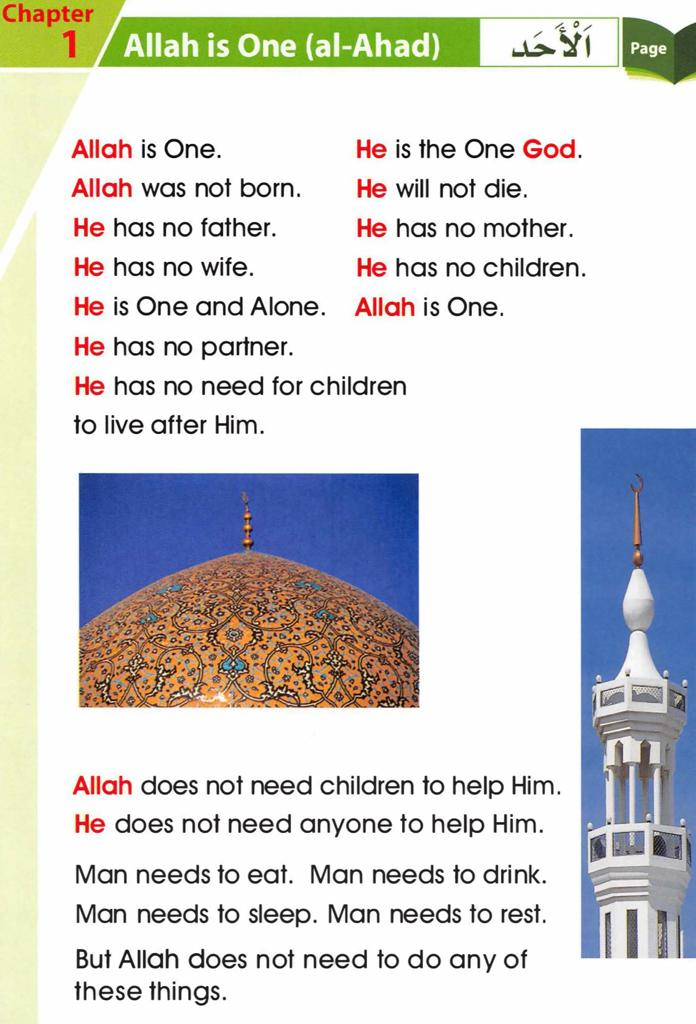 Chapter
1
Allah is One (al-Ahad)
اَلْأَحَد
Page
Allah is One.
Allah was not born.
He has no father.
He has no wife.
He is One and Alone.
He has no partner.
He has no need for children
to live after Him.
He is the One God.
He will not die.
He has no mother.
He has no children.
Allah is One.
Allah does not need children to help Him.
He does not need anyone to help Him.
Man needs to eat. Man needs to drink.
Man needs to sleep. Man needs to rest.
But Allah does not need to do any of
these things.